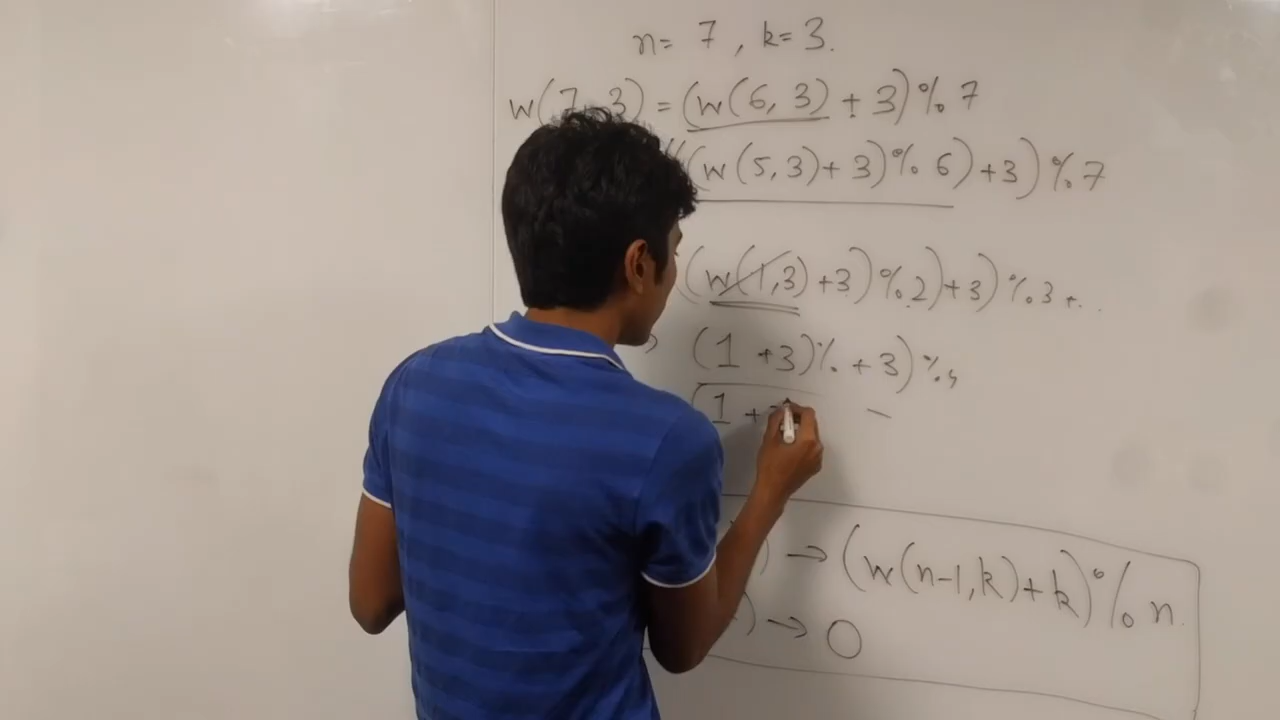 n= 7 , k= 3.
w(7, 3) = (w(6, 3) + 3) % 7
((w(5,3) + 3) % 6) +3) % 7
(w(1,3) +3) % 2) +3) % 3 + ..
(1 +3) % . + 3) %
(1 +
) → (w(n-1,k)+k) % n
) → 0